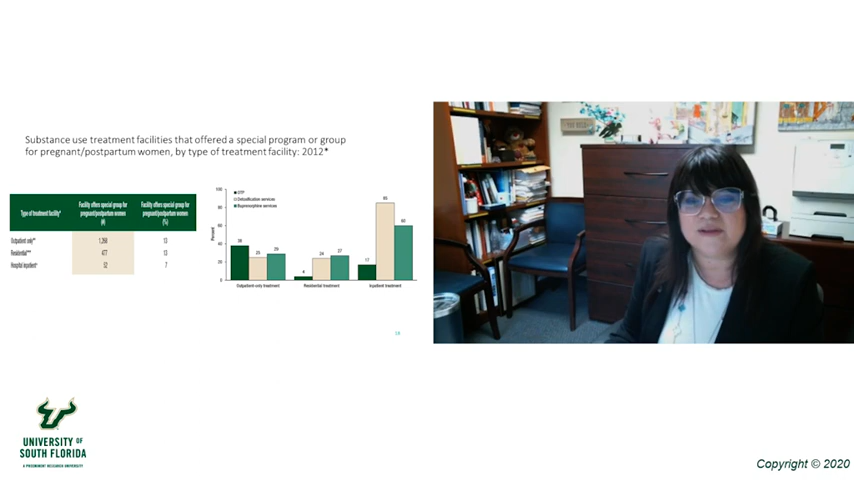 Substance use treatment facilities that offered a special program or group
for pregnant/postpartum women, by type of treatment facility: 2012*
Type of treatment facility*
Facility offers special group for
pregnant/postpartum women
(#)
Facility offers special group for
pregnant/postpartum women
(%)
Outpatient only**
13
Residential***
477
13
Hospital inpatient
52
7
OTP
Detoxification services
Buprenorphine services
Percent
100
80
60
40
20
0
38
25
29
4
24
27
17
85
60
Outpatient-only treatment
Residential treatment
Inpatient treatment
UNIVERSITY OF
SOUTH FLORIDA
A PREEMINENT RESEARCH UNIVERSITY
Copyright © 2020